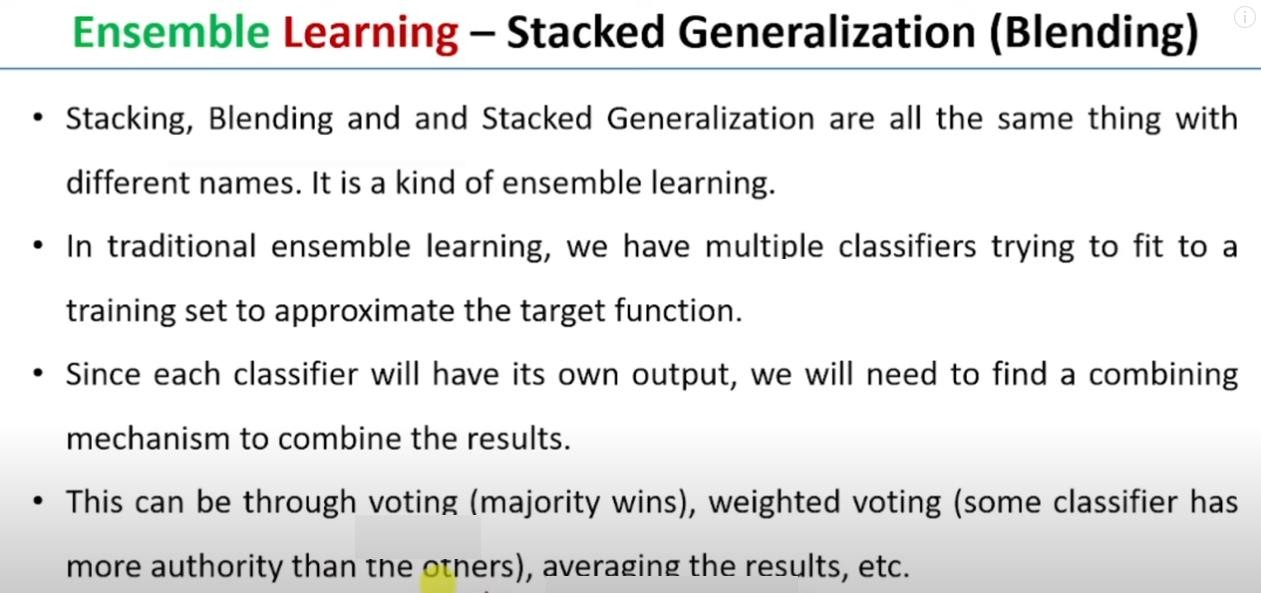 Ensemble Learning – Stacked Generalization (Blending)
• Stacking, Blending and and Stacked Generalization are all the same thing with
different names. It is a kind of ensemble learning.
• In traditional ensemble learning, we have multiple classifiers trying to fit to a
training set to approximate the target function.
• Since each classifier will have its own output, we will need to find a combining
mechanism to combine the results.
• This can be through voting (majority wins), weighted voting (some classifier has
more authority than the others), averaging the results, etc.